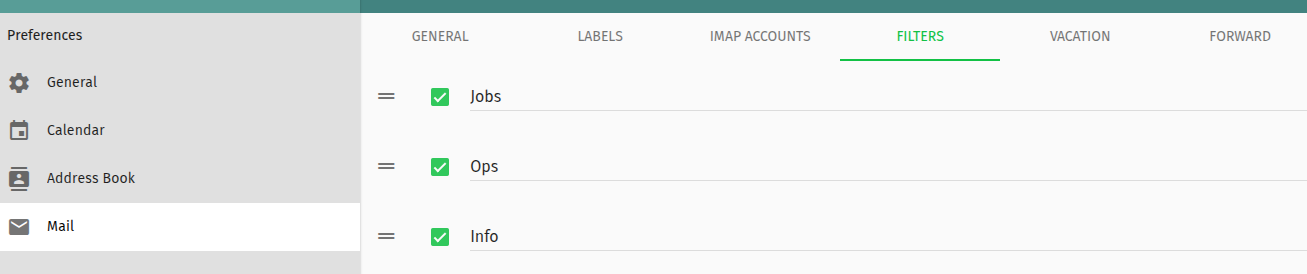 Preferences
General
Calendar
Address Book
Mail
GENERAL LABELS IMAP ACCOUNTS FILTERS VACATION FORWARD
Jobs
Ops
Info